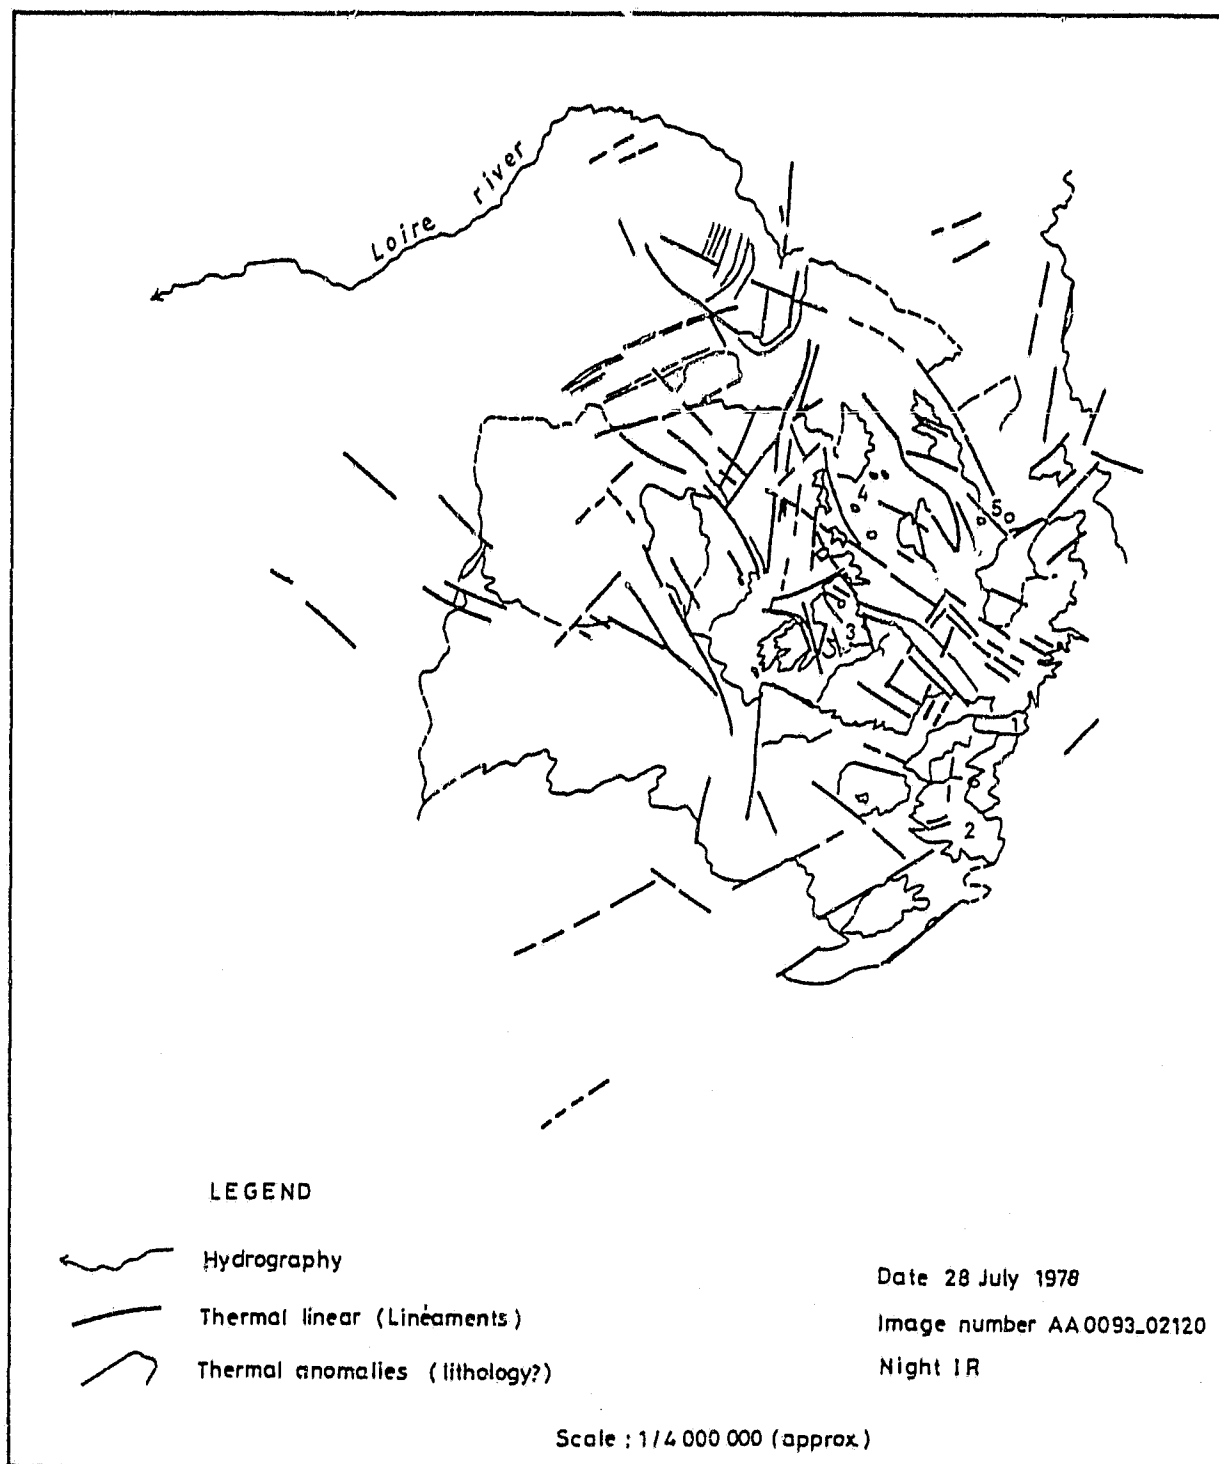 Loire river
4
5
3
1
2
LEGEND
Hydrography
Thermal linear (Linéaments)
Thermal anomalies (lithology?)
Date 28 July 1978
Image number AA0093_02120
Night IR
Scale : 1/4 000 000 (approx.)